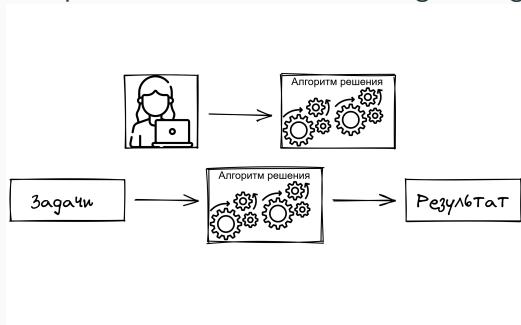 Алгоритм решения
Алгоритм решения
Задачи
Результат